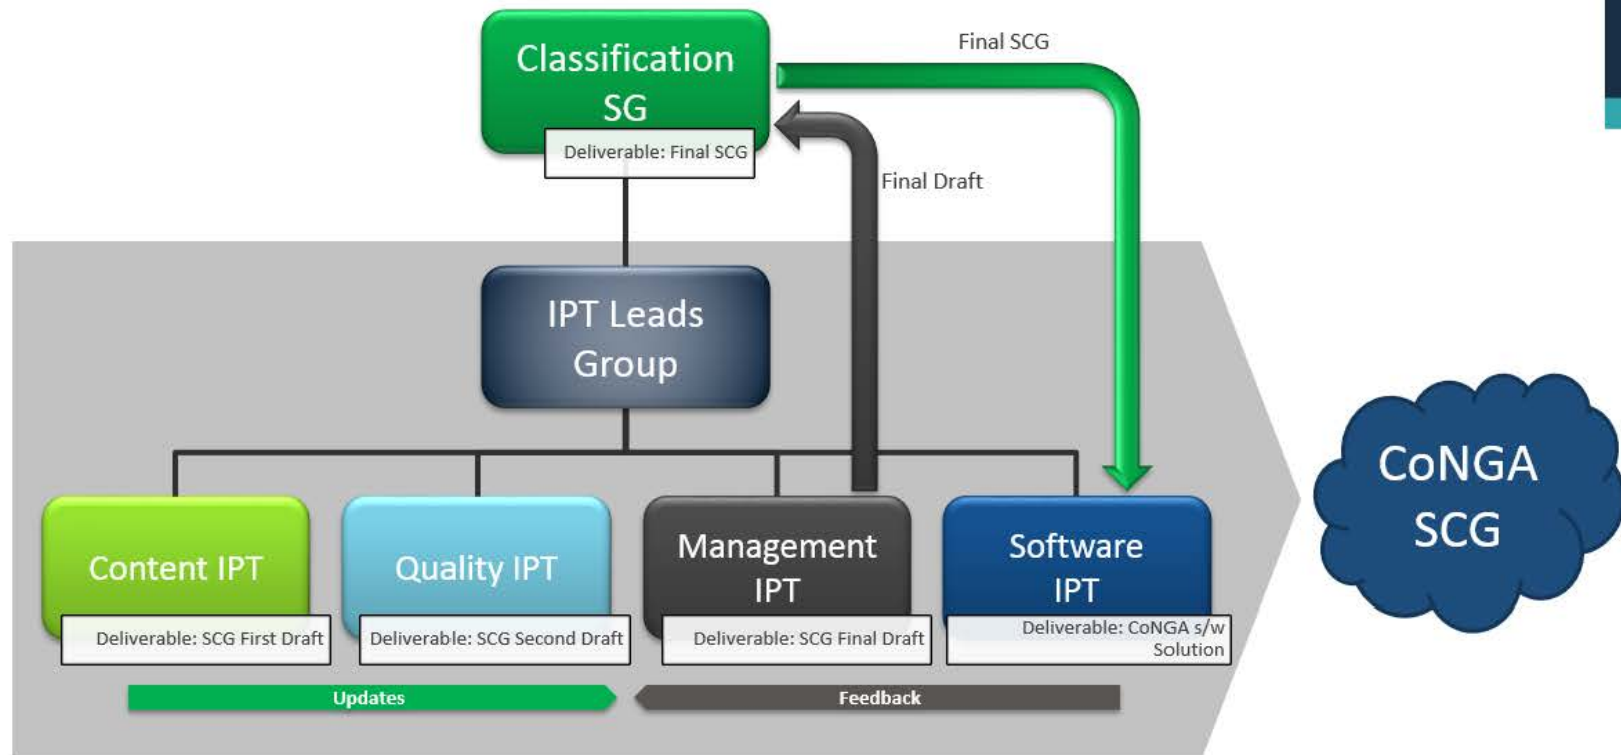 Classification
SG
Deliverable: Final SCG
Final SCG
Final Draft
IPT Leads
Group
Content IPT
Deliverable: SCG First Draft
Quality IPT
Deliverable: SCG Second Draft
Management
IPT
Deliverable: SCG Final Draft
Software
IPT
Deliverable: CoNGA s/w
Solution
Updates
Feedback
CoNGA
SCG